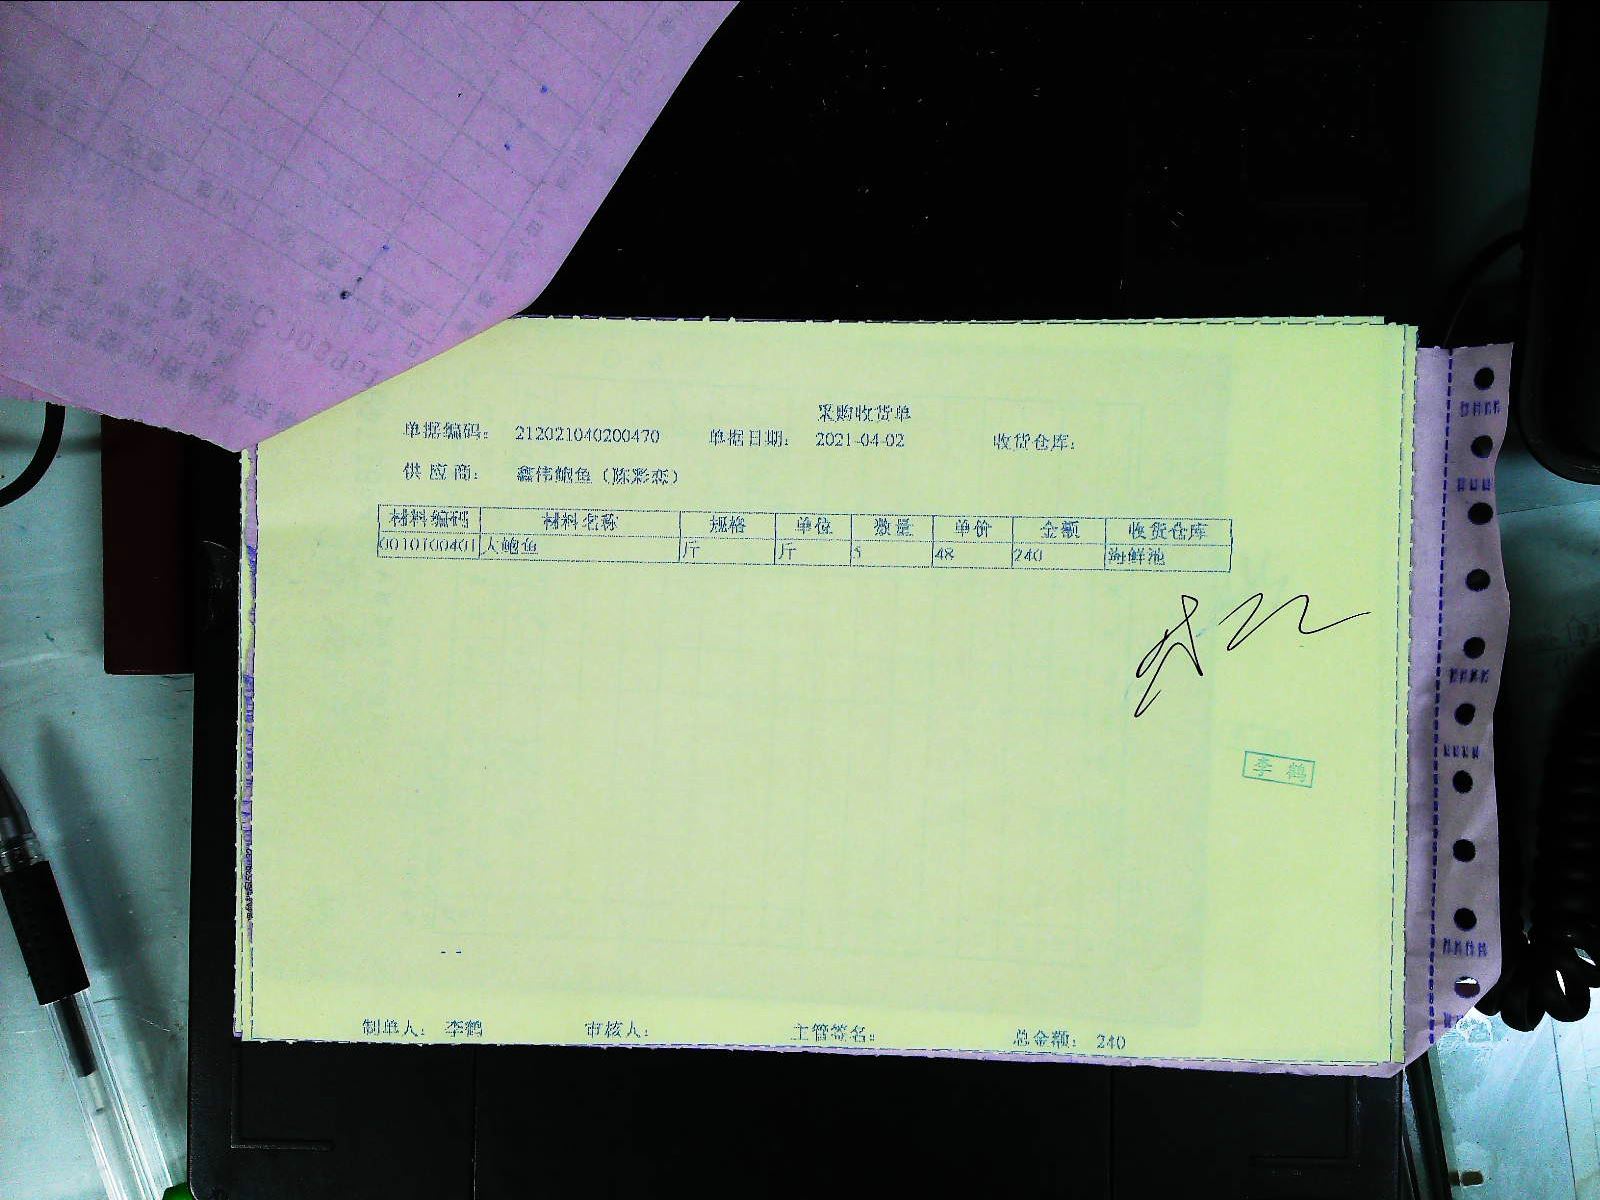 采购收货单
单据编码： 212021040200470 单据日期： 2021-04-02 收货仓库：
供应商： 鑫伟鲍鱼（陈彩恋）
材料编码 材料名称 规格 单位 数量 单价 金额 收货仓库
0010100401 大鲍鱼 斤 斤 5 48 240 海鲜池
李鹤
- -
制单人： 李鹤 审核人： 主管签名： 总金额： 240